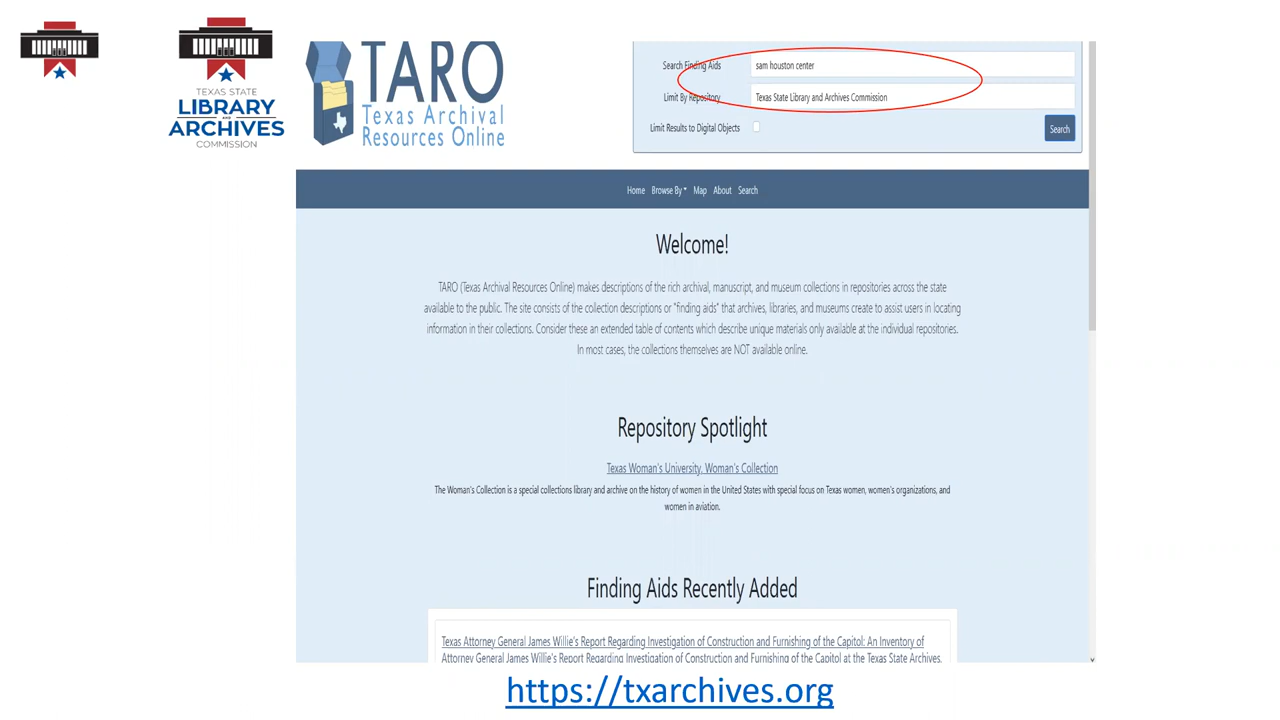 TEXAS STATE
LIBRARY
AND
ARCHIVES
COMMISSION
TARO
Texas Archival
Resources Online
Search Finding Aids
sam houston center
Limit By Repository
Texas State Library and Archives Commission
Limit Results to Digital Objects
Search
Home Browse By Map About Search
Welcome!
TARO (Texas Archival Resources Online) makes descriptions of the rich archival, manuscript, and museum collections in repositories across the state
available to the public. The site consists of the collection descriptions or "finding aids" that archives, libraries, and museums create to assist users in locating
information in their collections. Consider these an extended table of contents which describe unique materials only available at the individual repositories.
In most cases, the collections themselves are NOT available online.
Repository Spotlight
Texas Woman's University, Woman's Collection
The Woman's Collection is a special collections library and archive on the history of women in the United States with special focus on Texas women, women's organizations, and
women in aviation.
Finding Aids Recently Added
Texas Attorney General James Willie's Report Regarding Investigation of Construction and Furnishing of the Capitol: An Inventory of
Attorney General James Willie's Report Regarding Investigation of Construction and Furnishing of the Capitol at the Texas State Archives,
https://txarchives.org